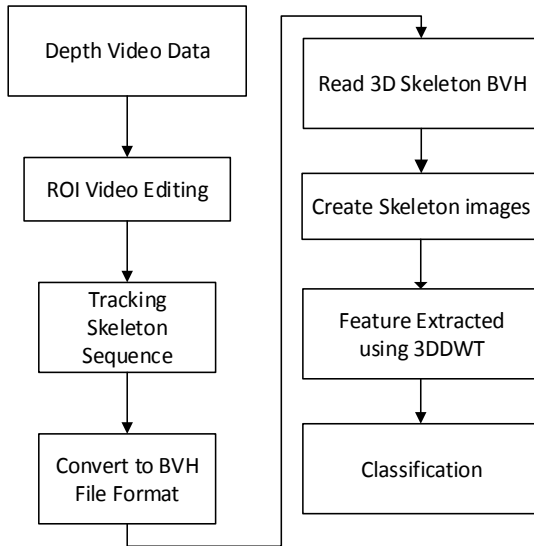 Depth Video Data
ROI Video Editing
Tracking
Skeleton
Sequence
Convert to BVH
File Format
Read 3D Skeleton BVH
Create Skeleton images
Feature Extracted
using 3DDWT
Classification